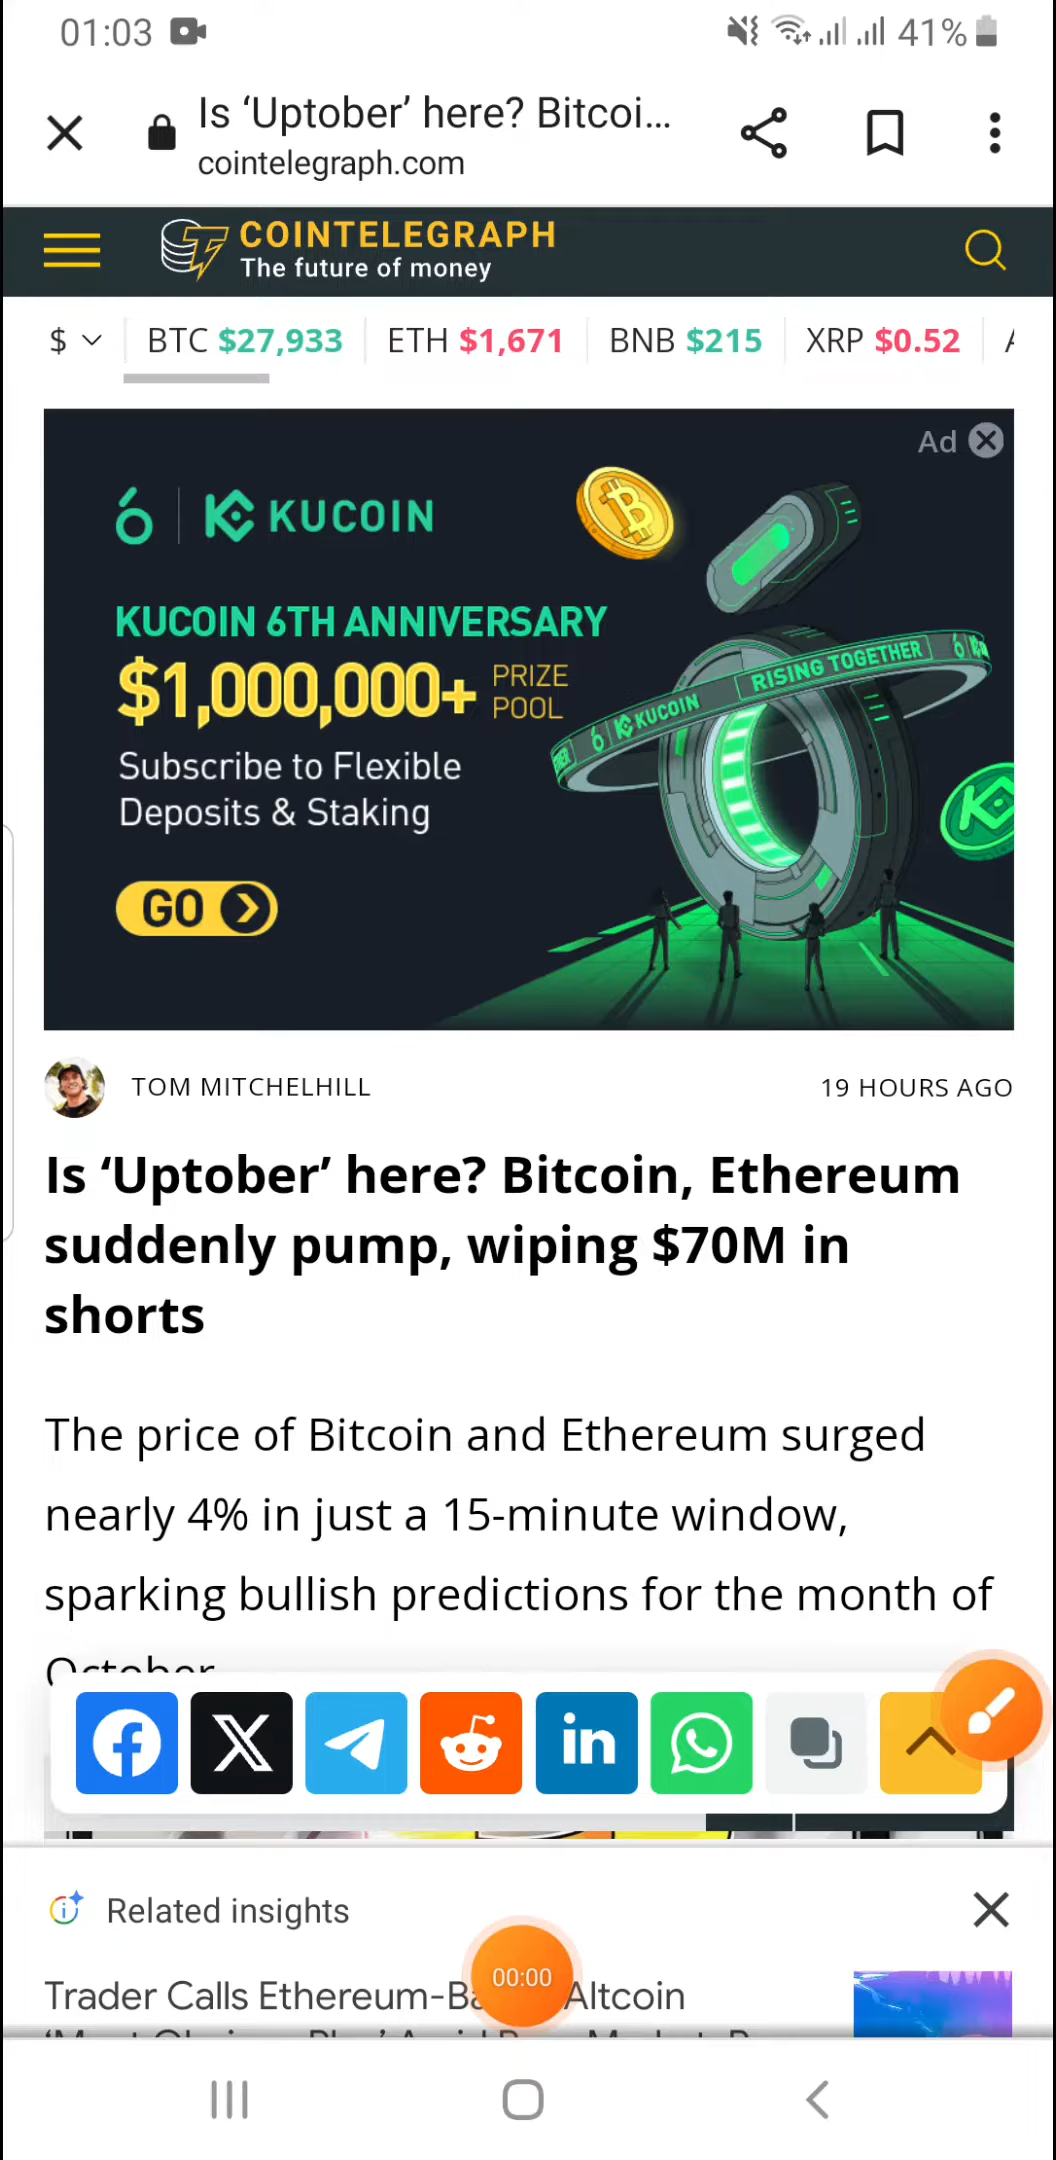 01:03 41%
Is ‘Uptober’ here? Bitcoi...
cointelegraph.com
COINTELEGRAPH
The future of money
$ BTC $27,933 ETH $1,671 BNB $215 XRP $0.52
Ad
6 KUCOIN
KUCOIN 6TH ANNIVERSARY
$1,000,000+ PRIZE POOL
Subscribe to Flexible
Deposits & Staking
GO
6 KUCOIN RISING TOGETHER 6
TOM MITCHELHILL 19 HOURS AGO
Is ‘Uptober’ here? Bitcoin, Ethereum
suddenly pump, wiping $70M in
shorts
The price of Bitcoin and Ethereum surged
nearly 4% in just a 15-minute window,
sparking bullish predictions for the month of
October
Related insights
00:00
Trader Calls Ethereum-Ba Altcoin